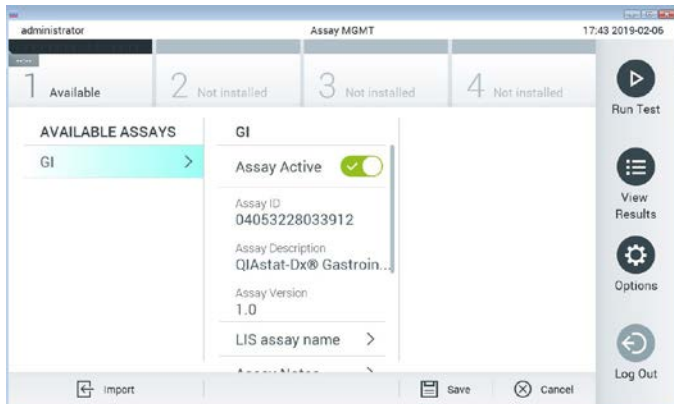 administrator Assay MGMT 17:43 2019-02-06
1 Available 2 Not installed 3 Not installed 4 Not installed
Run Test
AVAILABLE ASSAYS
GI
GI
Assay Active
Assay ID
04053228033912
Assay Description
QIAstat-Dx® Gastroin...
Assay Version
1.0
LIS assay name
View
Results
Options
Log Out
Import Save Cancel